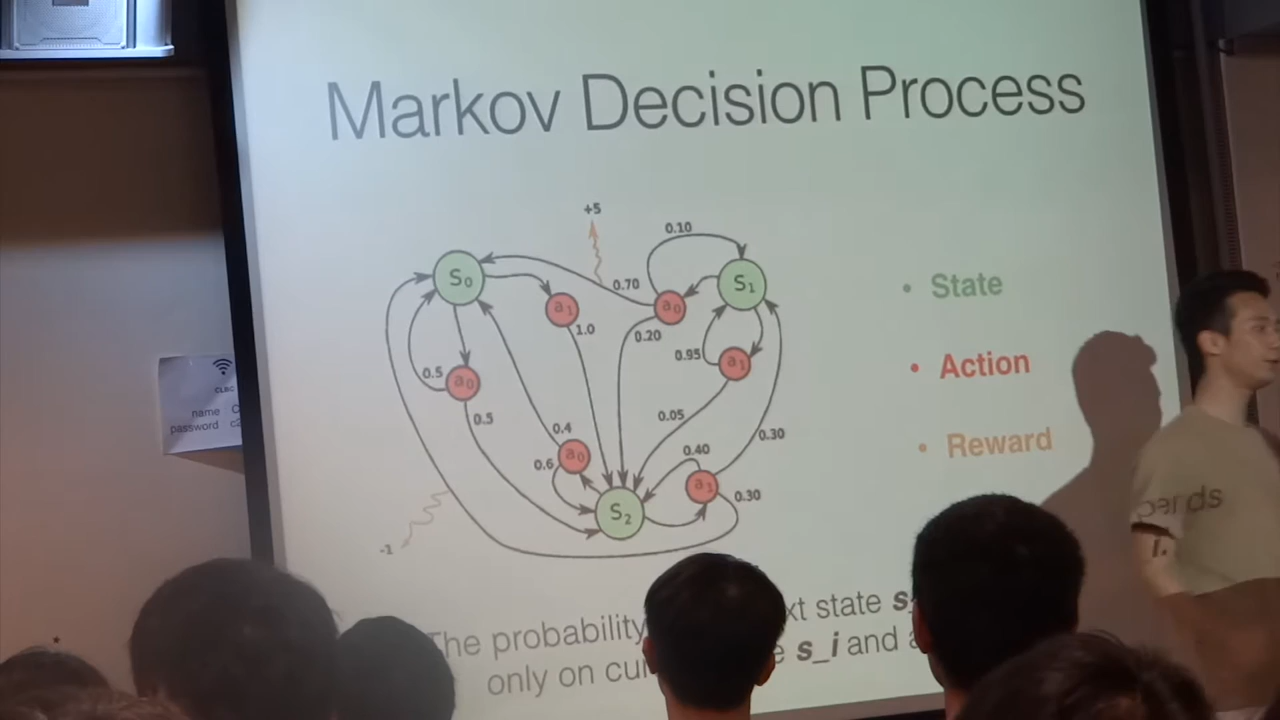 Markov Decision Process
+5
0.10
S0
S1
a1
0.70
a0
1.0
0.20
0.95
a1
0.5
a0
0.5
0.05
0.4
0.40
0.30
a0
0.6
a1
0.30
S2
-1
• State
• Action
• Reward
The probability xt state s
only on cu s_i and
CLBC
name
password